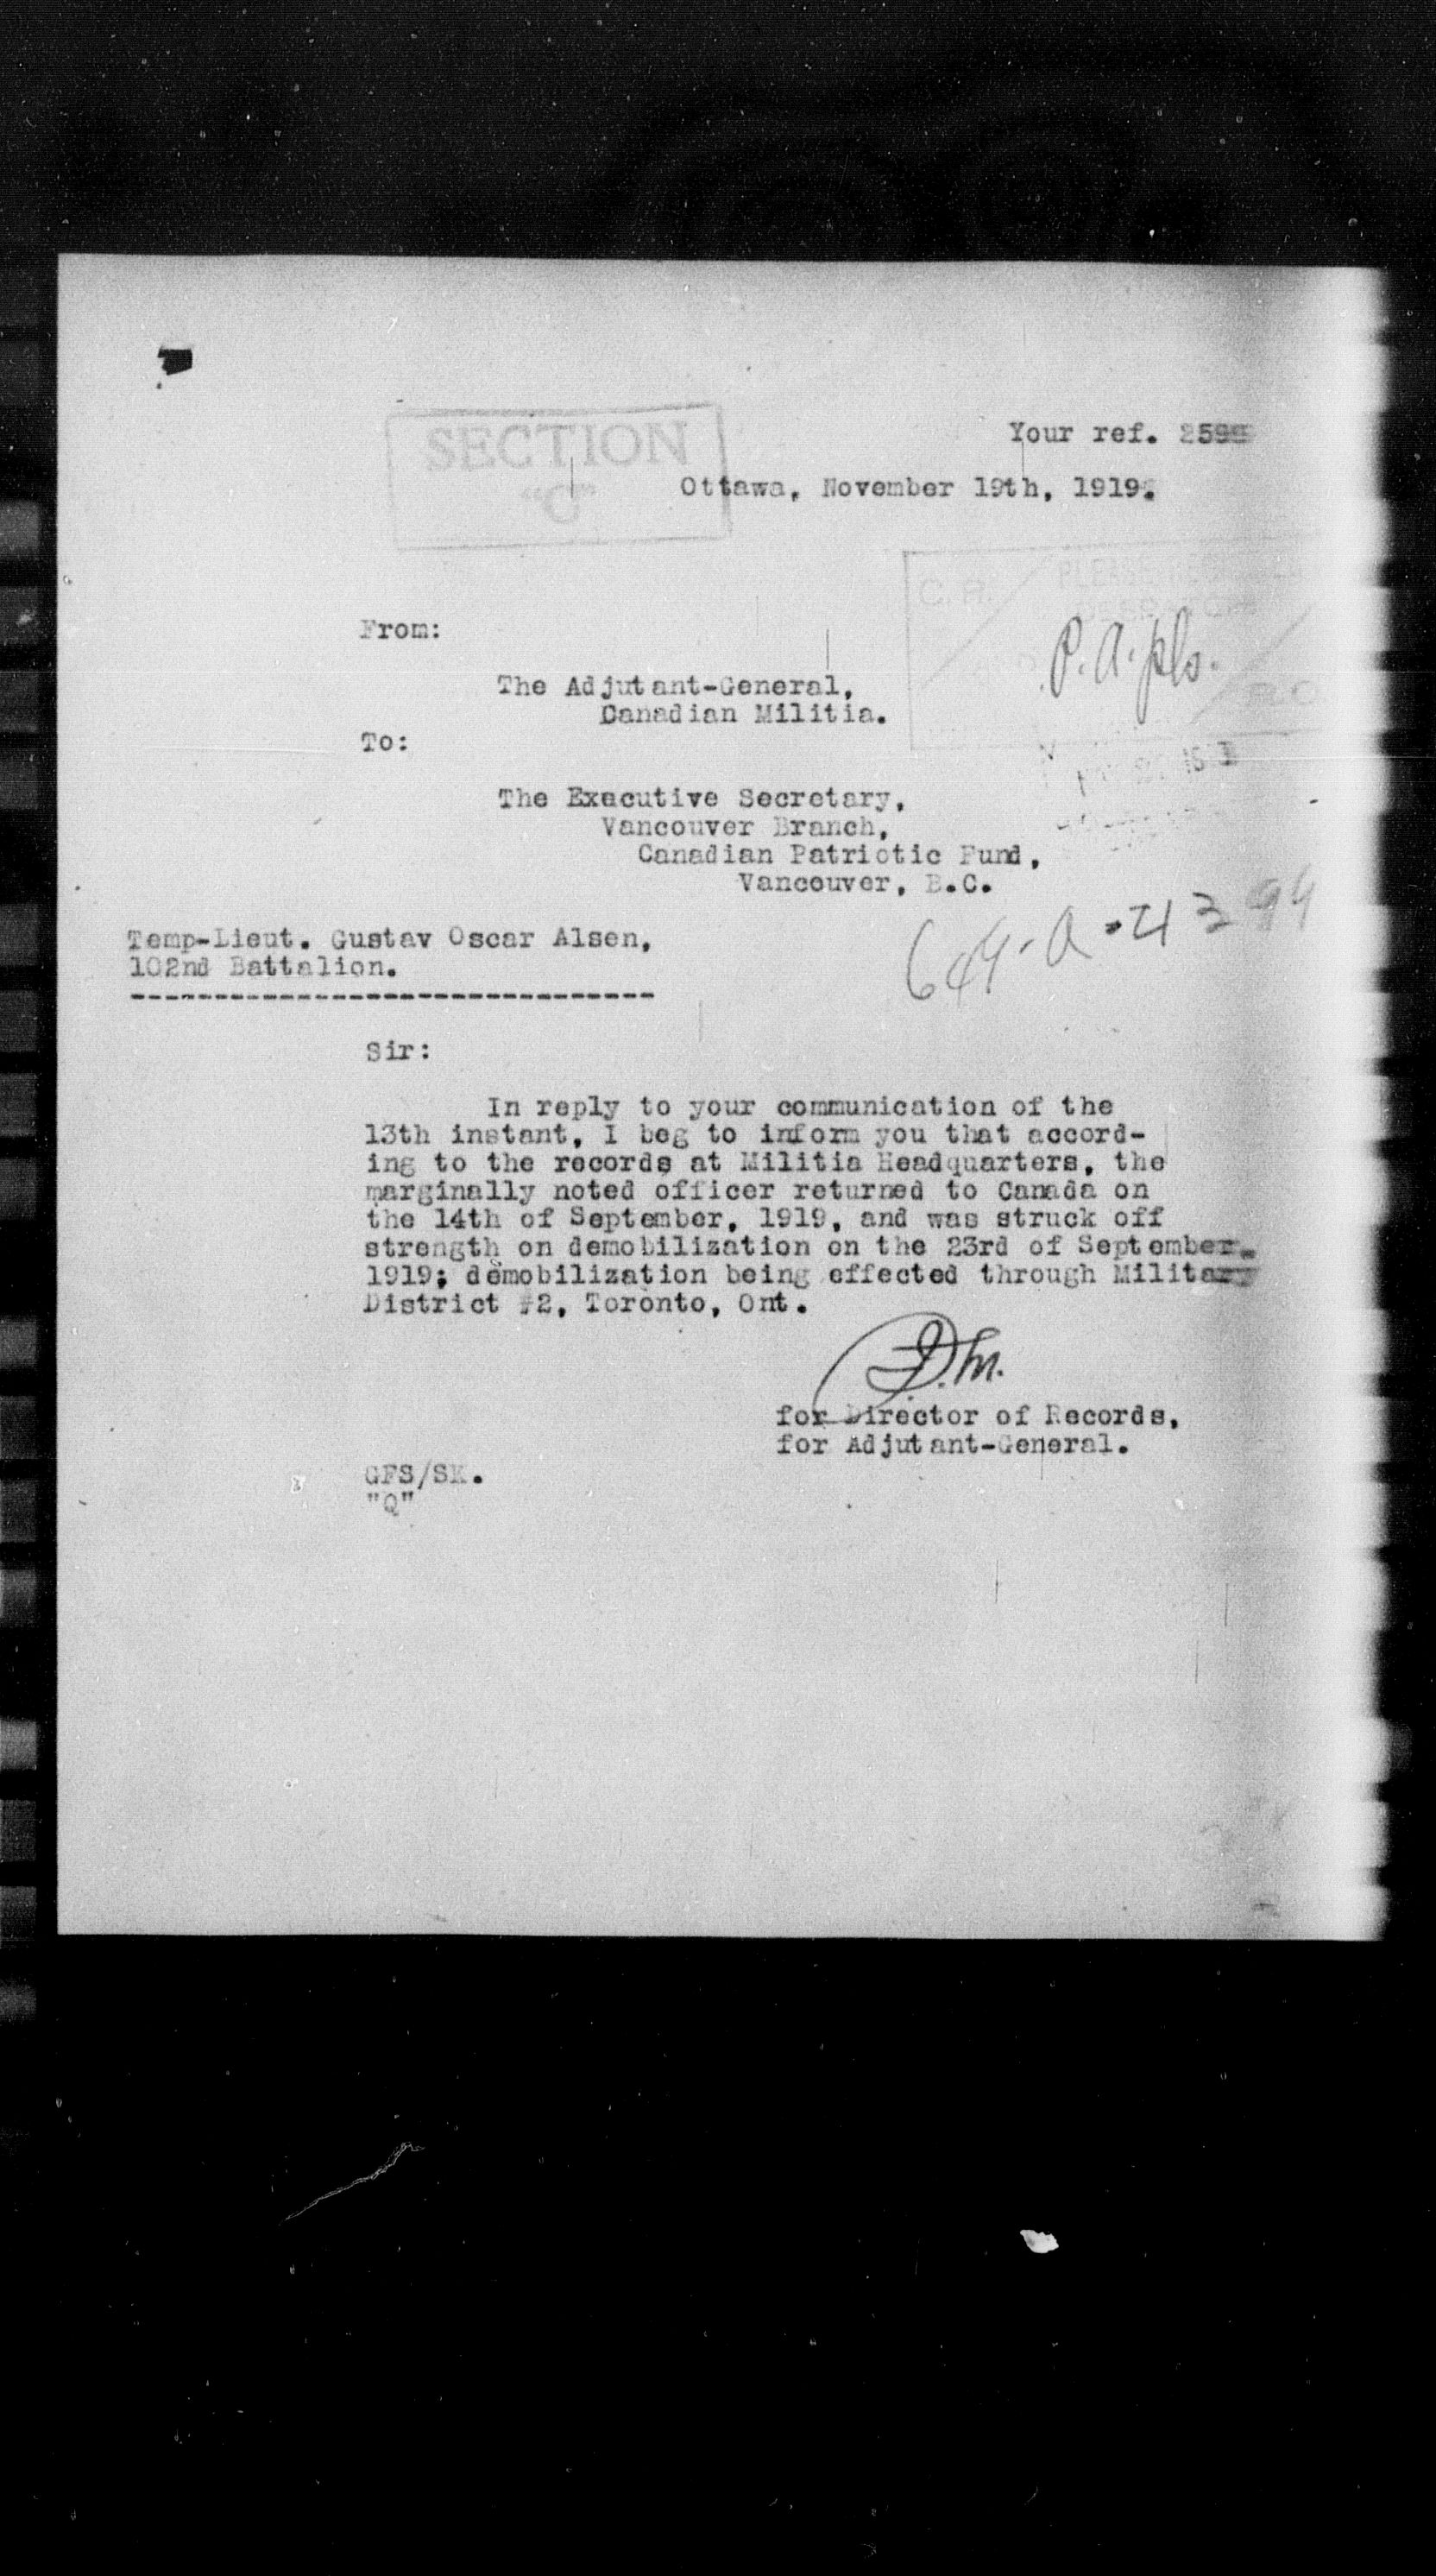 Your ref.
SECTION
"C"
Ottawa, November 19th, 1919.
C. R.
PLEASE
From:
P.A. pls.
The Adjutant-General,
Canadian Militia.
To:
The Executive Secretary,
Vancouver Branch,
Canadian Patriotic Fund,
Vancouver, B.C.
649-A-4399
Temp-Lieut. Gustav Oscar Alsen,
102nd Battalion.
Sir:
In reply to your communication of the
13th instant, I beg to inform you that accord-
ing to the records at Militia Headquarters, the
marginally noted officer returned to Canada on
the 14th of September, 1919, and was struck off
strength on demobilization on the 23rd of September,
1919; demobilization being effected through Military
District #2, Toronto, Ont.
J.M.
for Director of Records,
for Adjutant-General.
GFS/SK.
"Q"